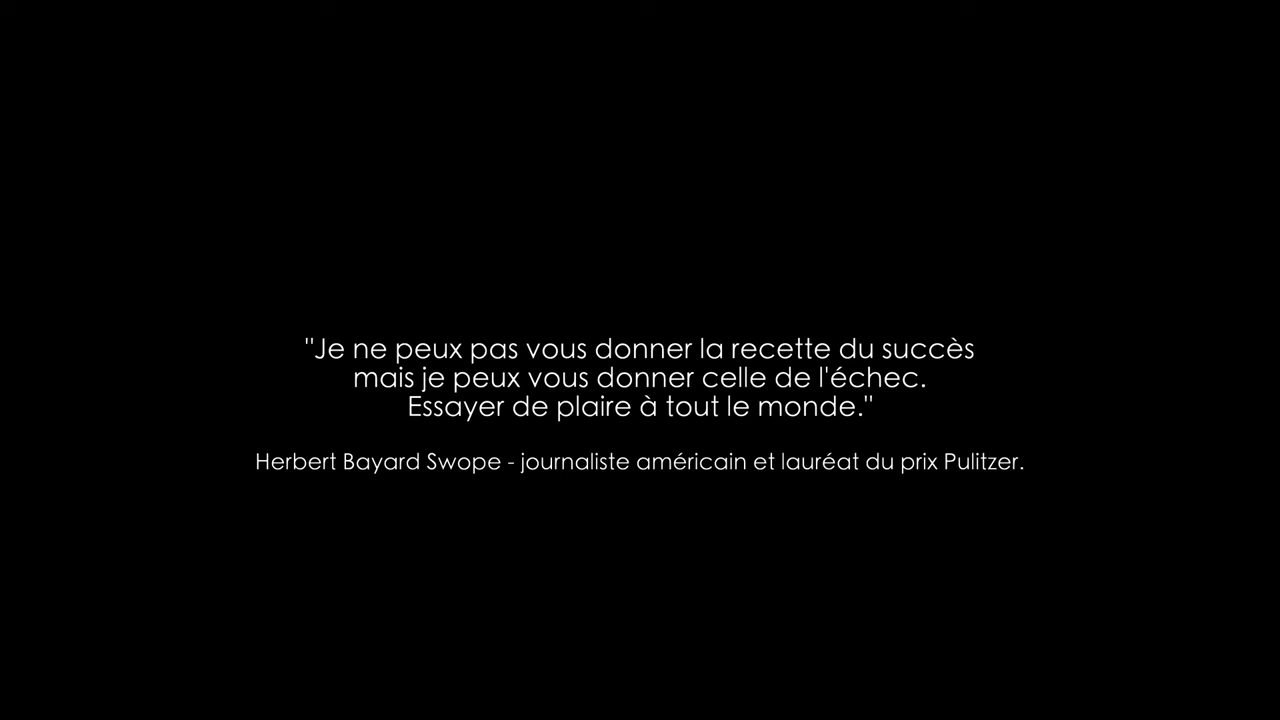 "Je ne peux pas vous donner la recette du succès
mais je peux vous donner celle de l'échec.
Essayer de plaire à tout le monde."
Herbert Bayard Swope - journaliste américain et lauréat du prix Pulitzer.